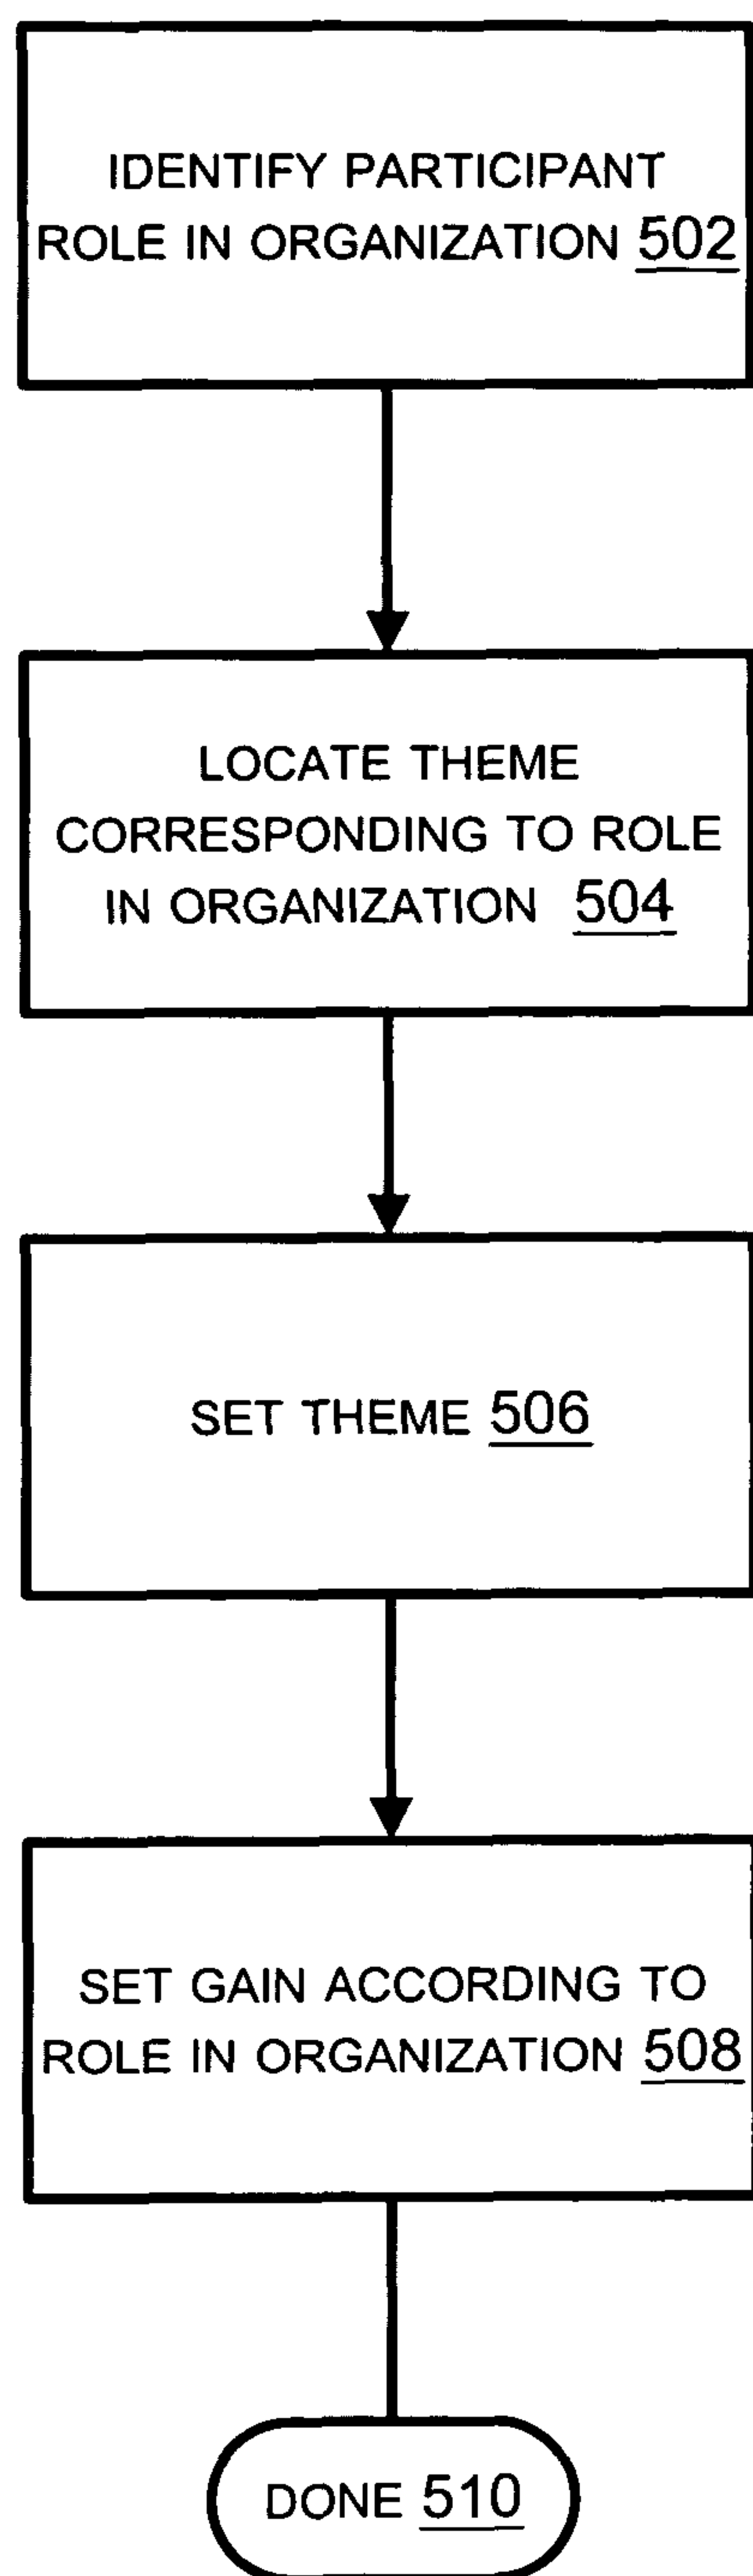 IDENTIFY PARTICIPANT
ROLE IN ORGANIZATION 502
LOCATE THEME
CORRESPONDING TO ROLE
IN ORGANIZATION 504
SET THEME 506
SET GAIN ACCORDING TO
ROLE IN ORGANIZATION 508
DONE 510